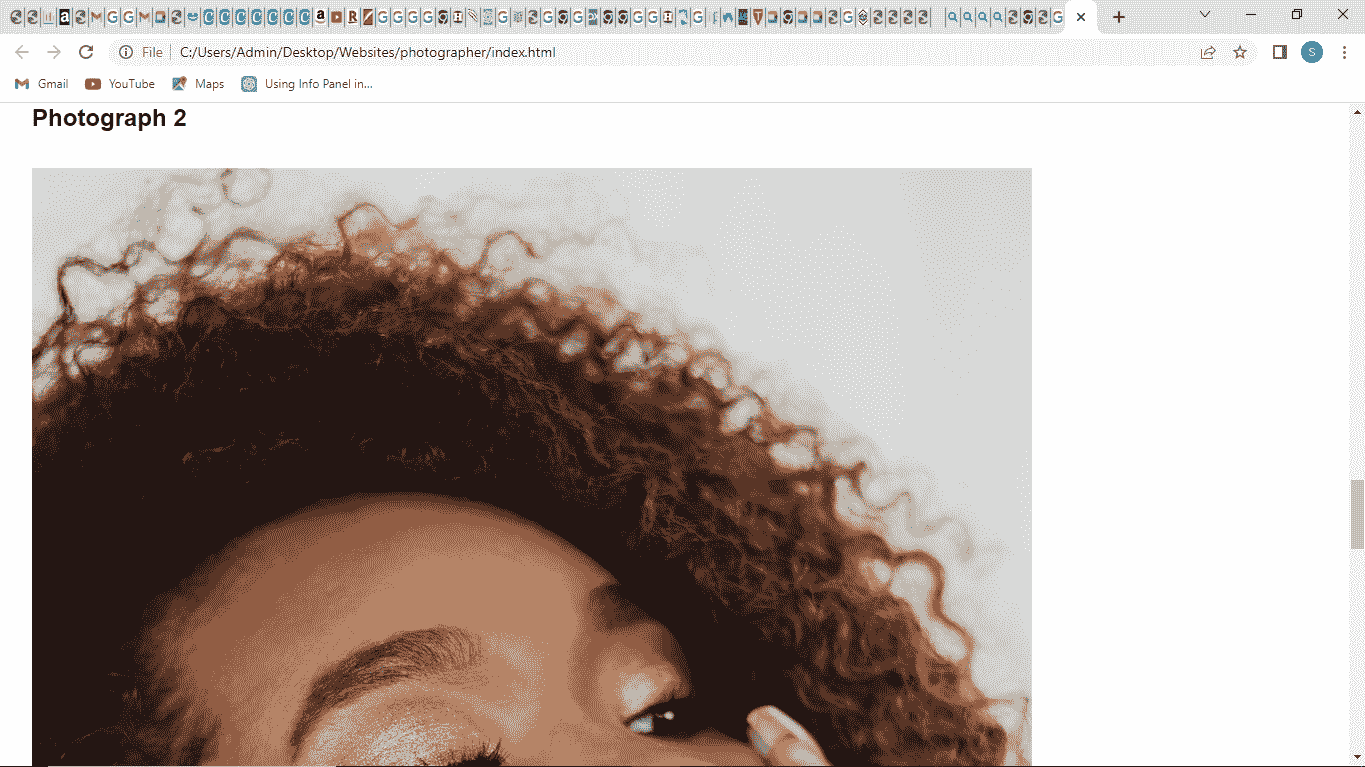 File C:/Users/Admin/Desktop/Websites/photographer/index.html
S
Gmail YouTube Maps Using Info Panel in...
Photograph 2